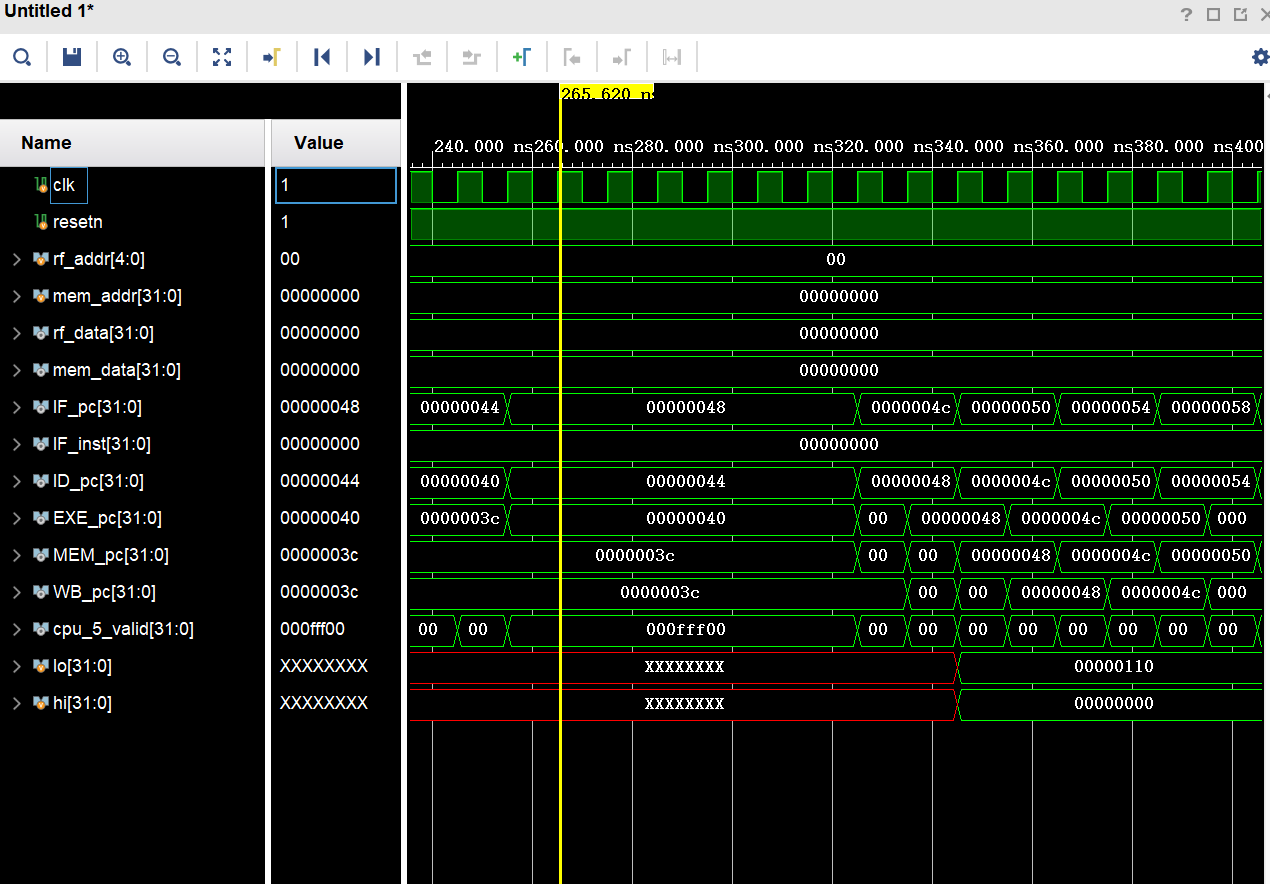 Untitled 1*
265.620 ns
Name Value
240.000 ns 260.000 ns 280.000 ns 300.000 ns 320.000 ns 340.000 ns 360.000 ns 380.000 ns 400
clk 1
resetn 1
rf_addr[4:0] 00 00
mem_addr[31:0] 00000000 00000000
rf_data[31:0] 00000000 00000000
mem_data[31:0] 00000000 00000000
IF_pc[31:0] 00000048 00000044 00000048 0000004c 00000050 00000054 00000058
IF_inst[31:0] 00000000 00000000
ID_pc[31:0] 00000044 00000040 00000044 00000048 0000004c 00000050 00000054
EXE_pc[31:0] 00000040 0000003c 00000040 00 00000048 0000004c 00000050 000
MEM_pc[31:0] 0000003c 0000003c 00 00 00000048 0000004c 00000050
WB_pc[31:0] 0000003c 0000003c 00 00 00000048 0000004c 000
cpu_5_valid[31:0] 000fff00 00 00 000fff00 00 00 00 00 00 00 00 00
lo[31:0] XXXXXXXX XXXXXXXX 00000110
hi[31:0] XXXXXXXX XXXXXXXX 00000000